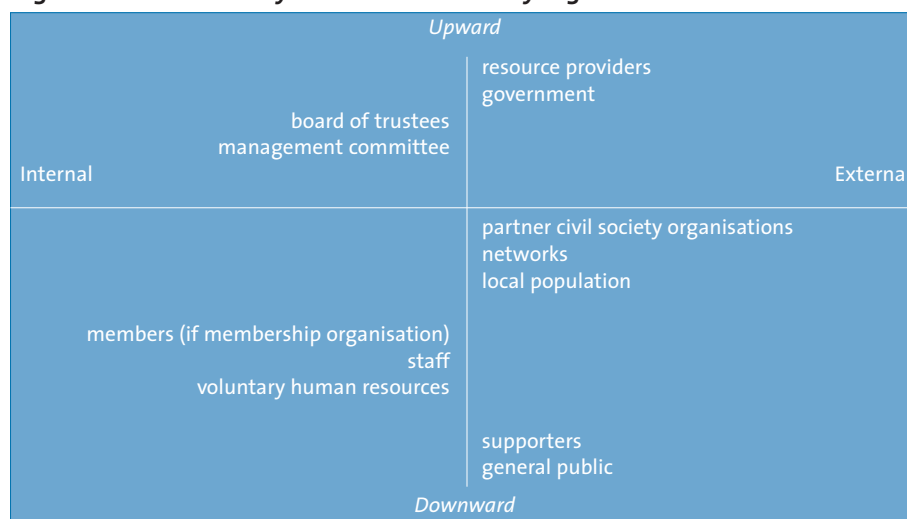 Upward
resource providers
government
board of trustees
management committee
Internal
Externa
partner civil society organisations
networks
local population
members (if membership organisation)
staff
voluntary human resources
supporters
general public
Downward